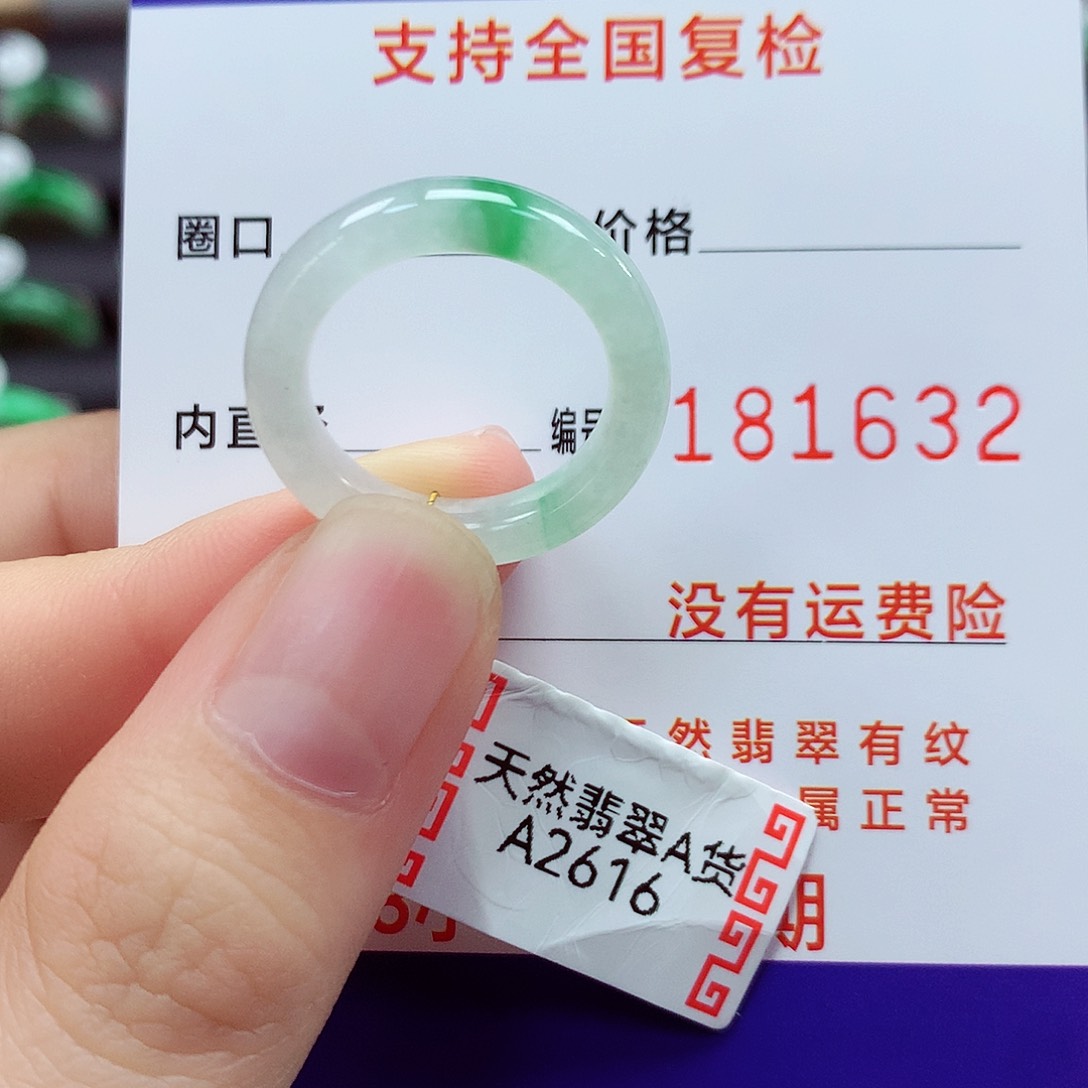 支持全国复检
圈口 价格
内直 编号 181632
没有运费险
然翡翠有纹
属正常
期
天然翡翠A货
A2616